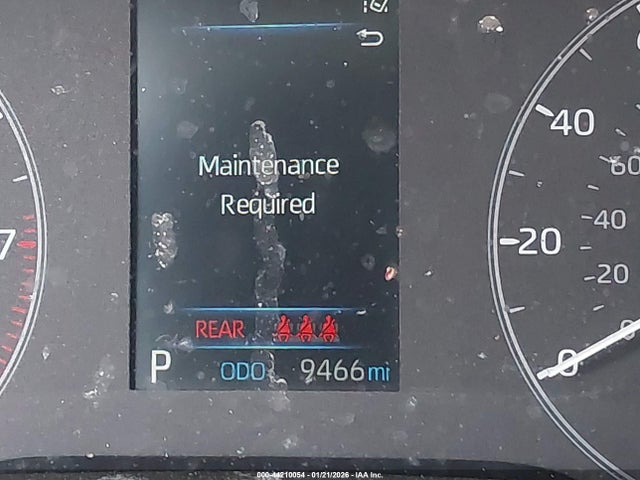 Maintenance
Required
REAR
P ODO 9466 mi
7
40
20
0
60
40
20
000-44210054 - 01/21/2026 - IAA Inc.